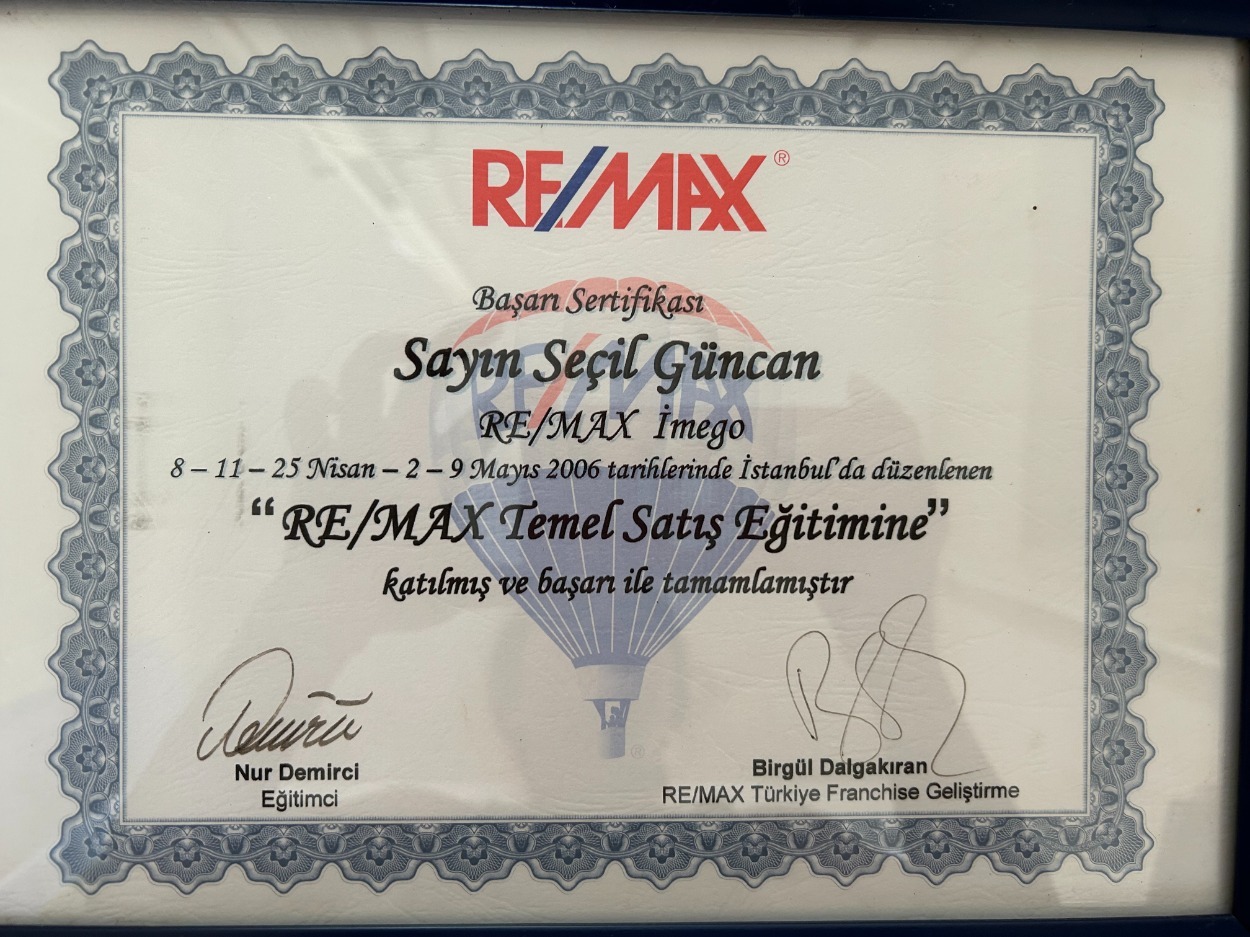 RE/MAX®
Başarı Sertifikası
Sayın Seçil Güncan
RE/MAX İmego
8 – 11 – 25 Nisan – 2 – 9 Mayıs 2006 tarihlerinde İstanbul'da düzenlenen
“RE/MAX Temel Satış Eğitimine”
katılmış ve başarı ile tamamlamıştır
Nur Demirci
Eğitimci
Birgül Dalgakıran
RE/MAX Türkiye Franchise Geliştirme
RE/MAX